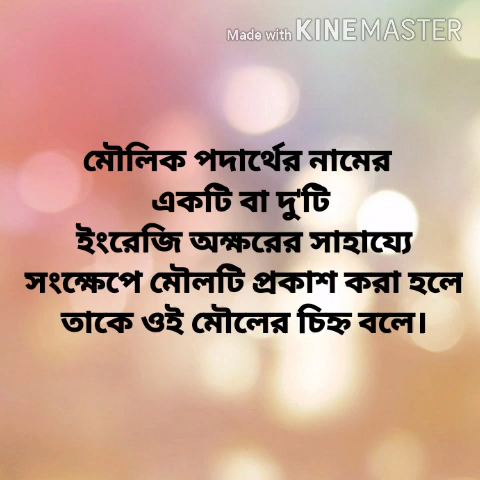 Made with KINEMASTER
মৌলিক পদার্থের নামের
একটি বা দু'টি
ইংরেজি অক্ষরের সাহায্যে
সংক্ষেপে মৌলটি প্রকাশ করা হলে
তাকে ওই মৌলের চিহ্ন বলে।